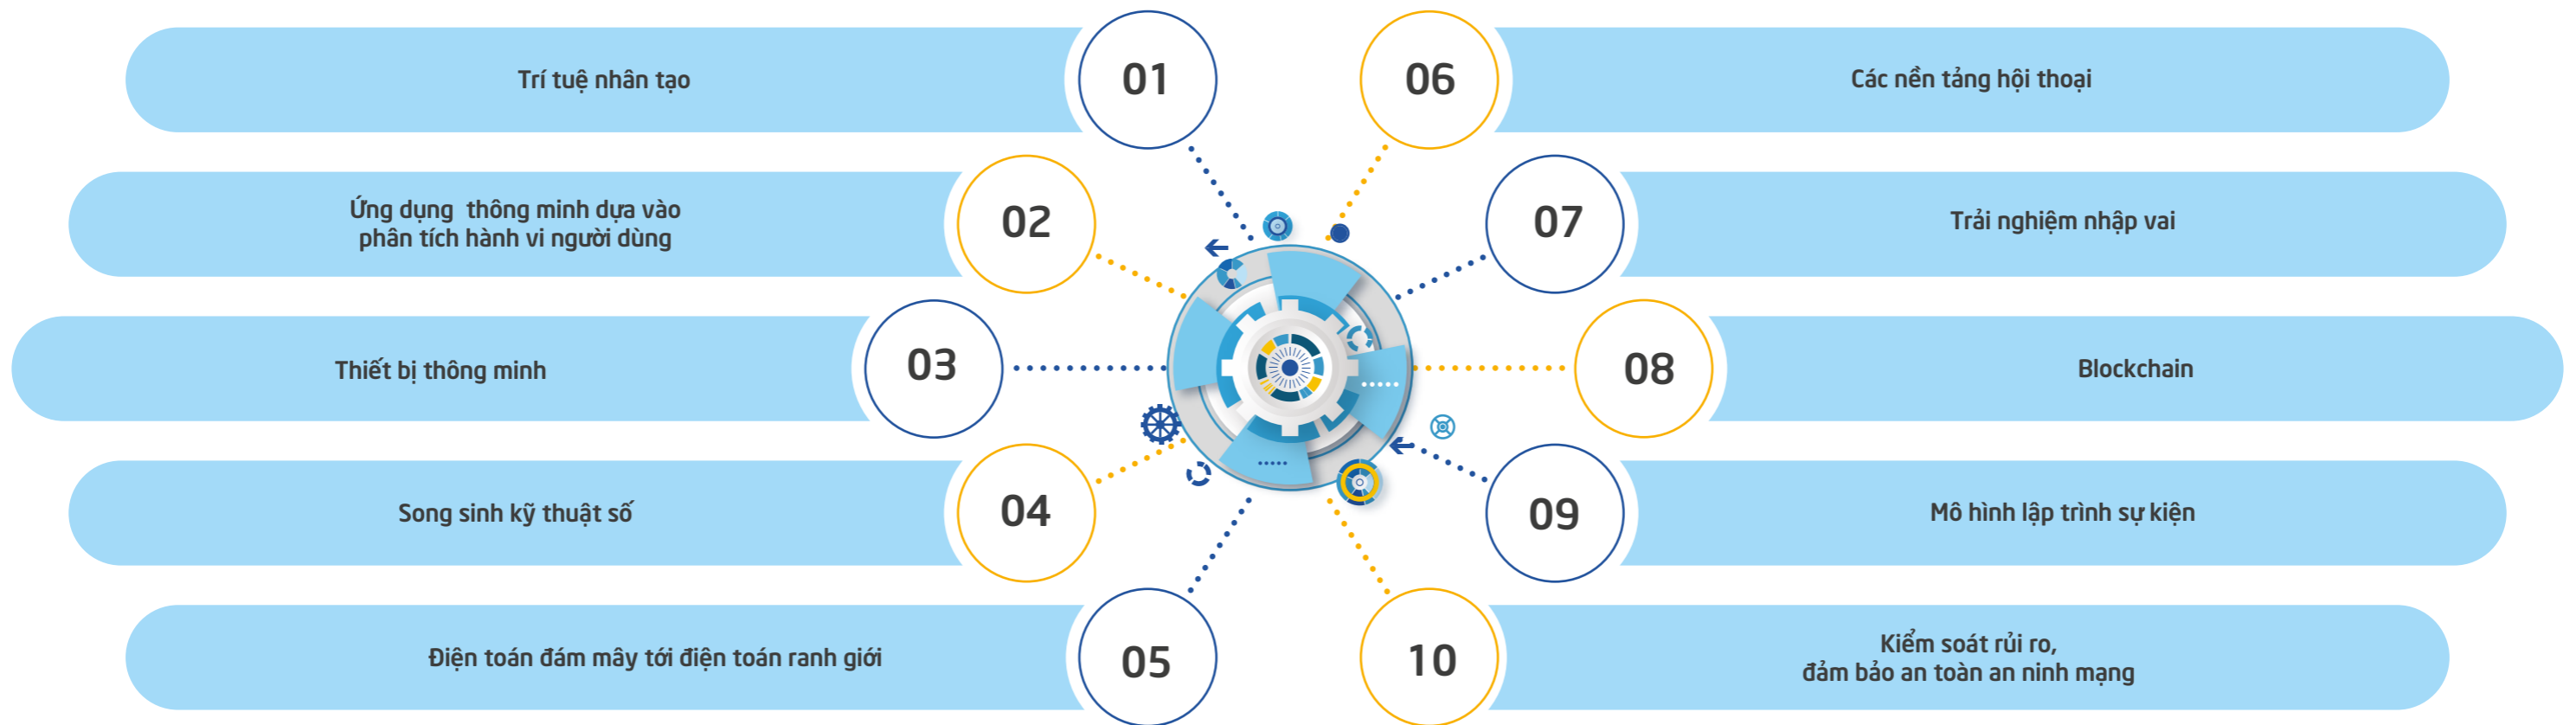 01
Trí tuệ nhân tạo
02
Ứng dụng  thông minh dựa vào
phân tích hành vi người dùng
03
Thiết bị thông minh
04
Song sinh kỹ thuật số
05
Điện toán đám mây tới điện toán ranh giới
06
Các nền tảng hội thoại
07
Trải nghiệm nhập vai
08
Blockchain
09
Mô hình lập trình sự kiện
10
Kiểm soát rủi ro,
đảm bảo an toàn an ninh mạng